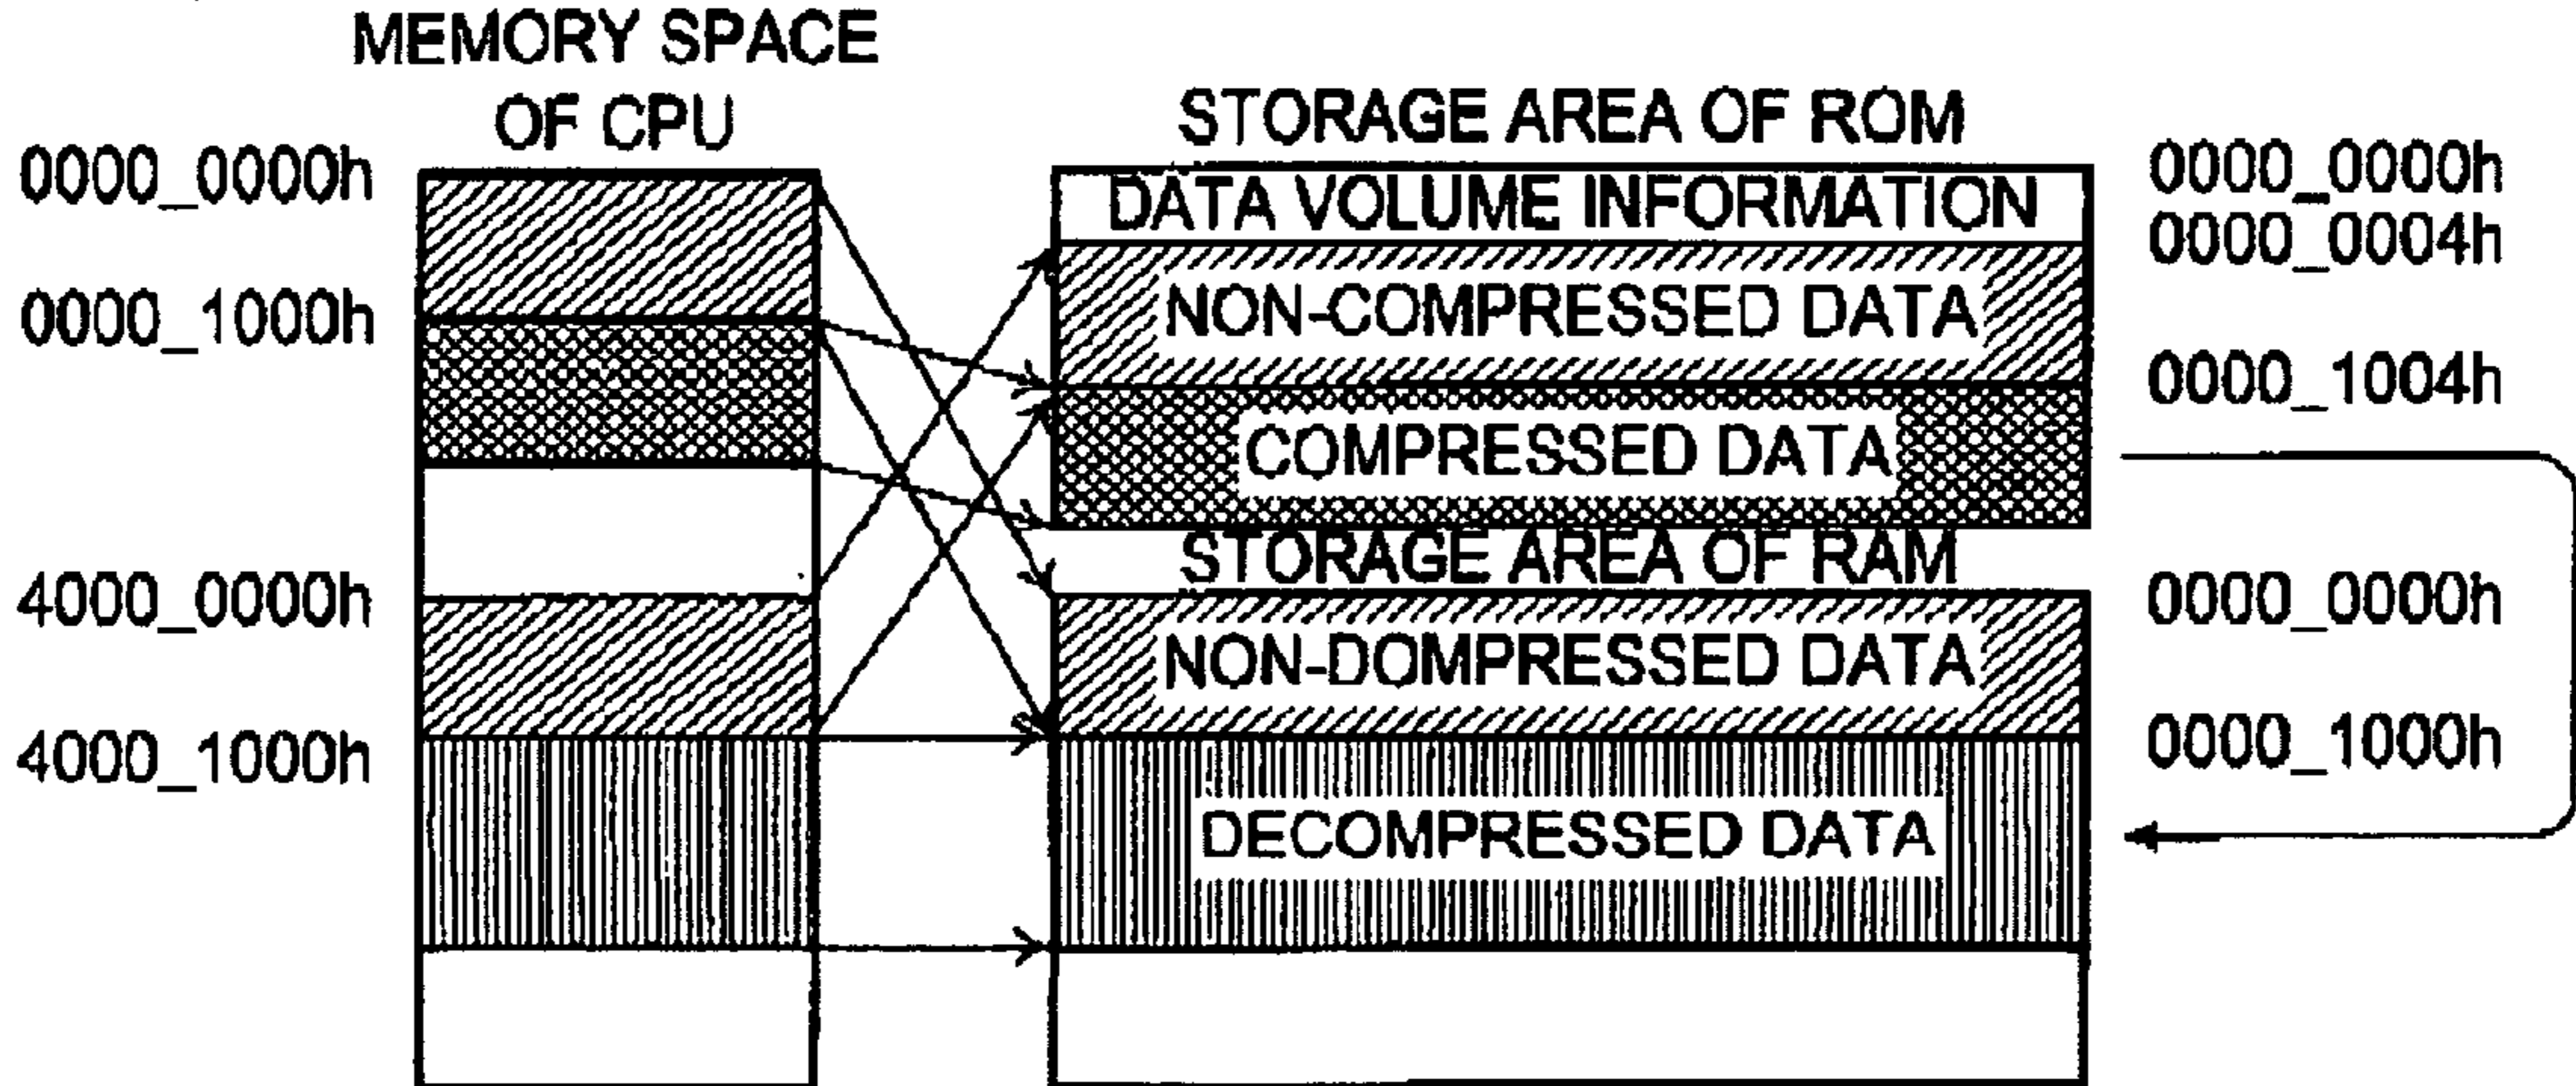 MEMORY SPACE
OF CPU
0000_0000h
0000_1000h
4000_0000h
4000_1000h
STORAGE AREA OF ROM
DATA VOLUME INFORMATION
NON-COMPRESSED DATA
COMPRESSED DATA
0000_0000h
0000_0004h
0000_1004h
STORAGE AREA OF RAM
NON-DOMPRESSED DATA
DECOMPRESSED DATA
0000_0000h
0000_1000h